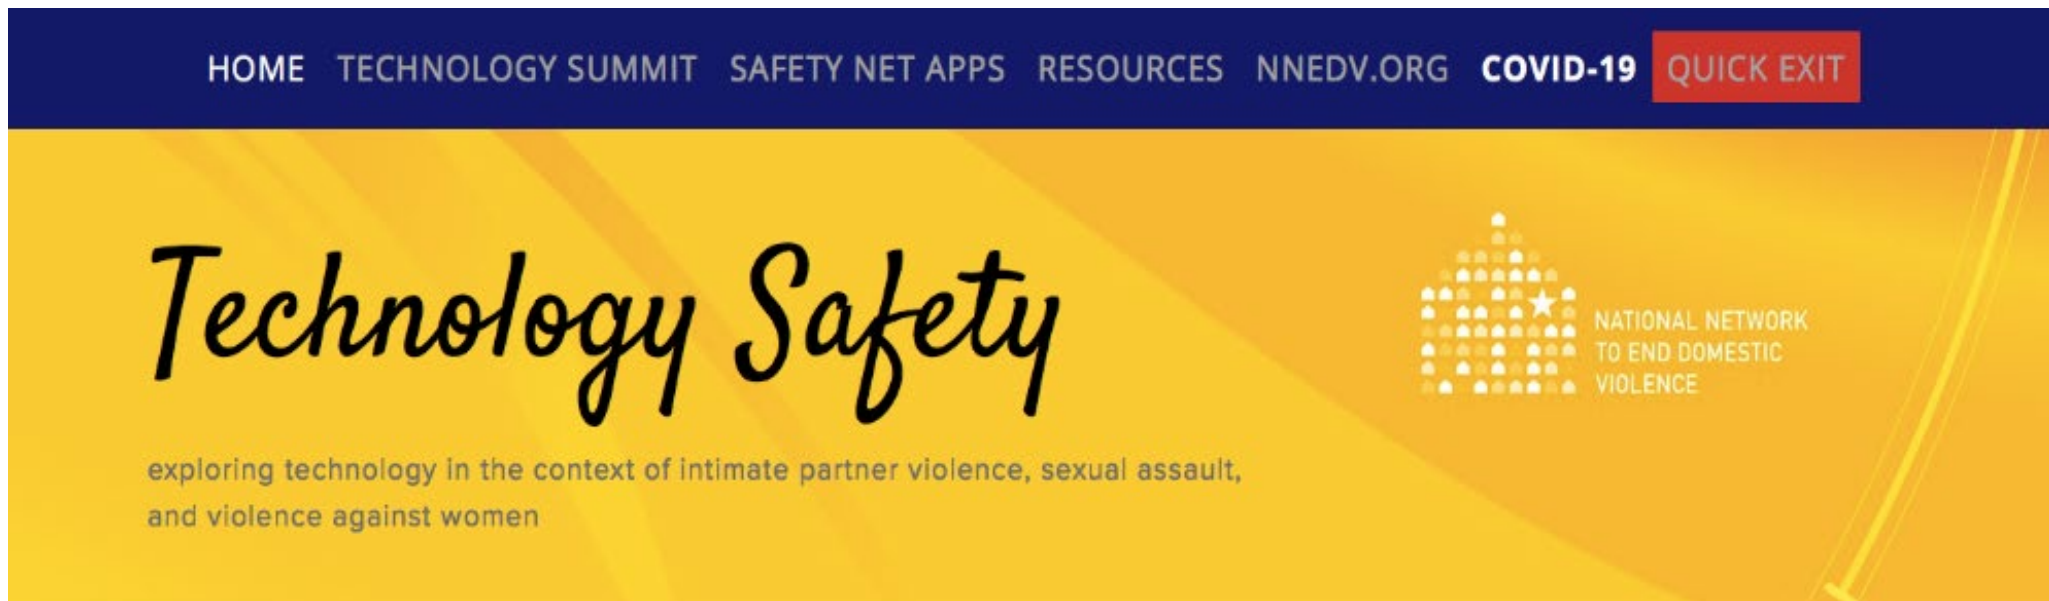 HOME TECHNOLOGY SUMMIT SAFETY NET APPS RESOURCES NNEDV.ORG COVID-19 QUICK EXIT
Technology Safety
NATIONAL NETWORK
TO END DOMESTIC
VIOLENCE
exploring technology in the context of intimate partner violence, sexual assault,
and violence against women